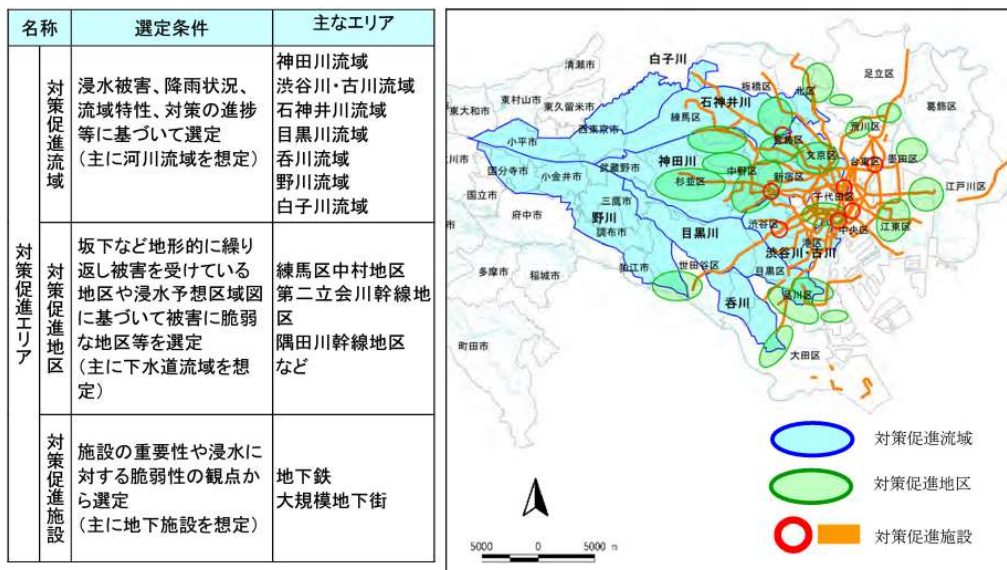 名称
選定条件
主なエリア
対策促進エリア
対策促進流域
浸水被害、降雨状況、
流域特性、対策の進捗
等に基づいて選定
(主に河川流域を想定)
神田川流域
渋谷川・古川流域
石神井川流域
目黒川流域
呑川流域
野川流域
白子川流域
対策促進地区
坂下など地形的に繰り
返し被害を受けている
地区や浸水予想区域図
に基づいて被害に脆弱
な地区等を選定
(主に下水道流域を想
定)
練馬区中村地区
第二立会川幹線地
区
隅田川幹線地区
など
対策促進施設
施設の重要性や浸水に
対する脆弱性の観点か
ら選定
(主に地下施設を想定)
地下鉄
大規模地下街
白子川
清瀬市
足立区
板橋区
北区
石神井川
葛飾区
東村山市
東久留米市
東大和市
練馬区
荒川区
西東京市
豊島区
文京区
台東区
墨田区
小平市
神田川
中野区
新宿区
武蔵野市
国分寺市
小金井市
杉並区
千代田区
江戸川区
国立市
三鷹市
府中市
野川
調布市
目黒川
渋谷区
中央区
江東区
港区
渋谷川・古川
狛江市
世田谷区
目黒区
多摩市
稲城市
品川区
呑川
町田市
大田区
対策促進流域
対策促進地区
対策促進施設
5000 0 5000 m